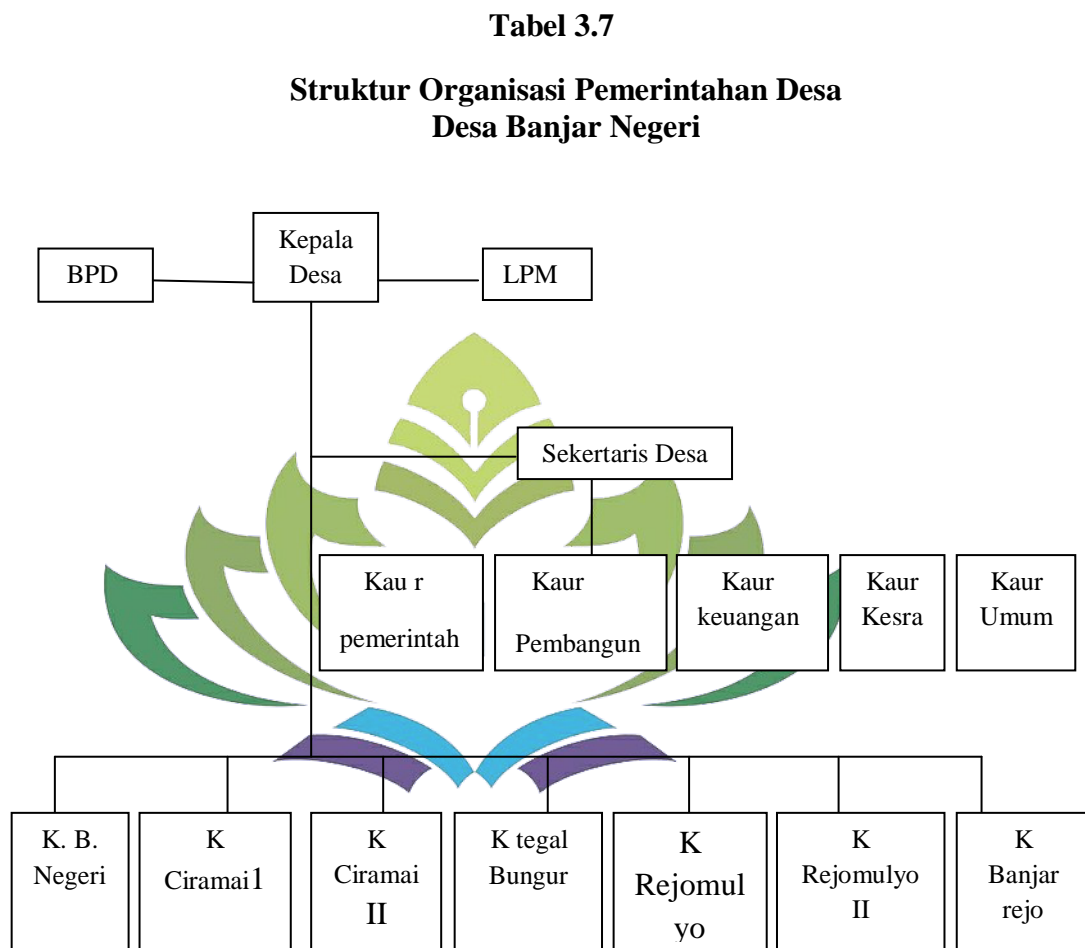 Tabel 3.7
Struktur Organisasi Pemerintahan Desa
Desa Banjar Negeri
Kepala
Desa
BPD
LPM
Sekertaris Desa
Kau r
pemerintah
Kaur
Pembangun
Kaur
keuangan
Kaur
Kesra
Kaur
Umum
K. B.
Negeri
K
Ciramai1
K
Ciramai
II
K tegal
Bungur
K
Rejomul
yo
K
Rejomulyo
II
K
Banjar
rejo